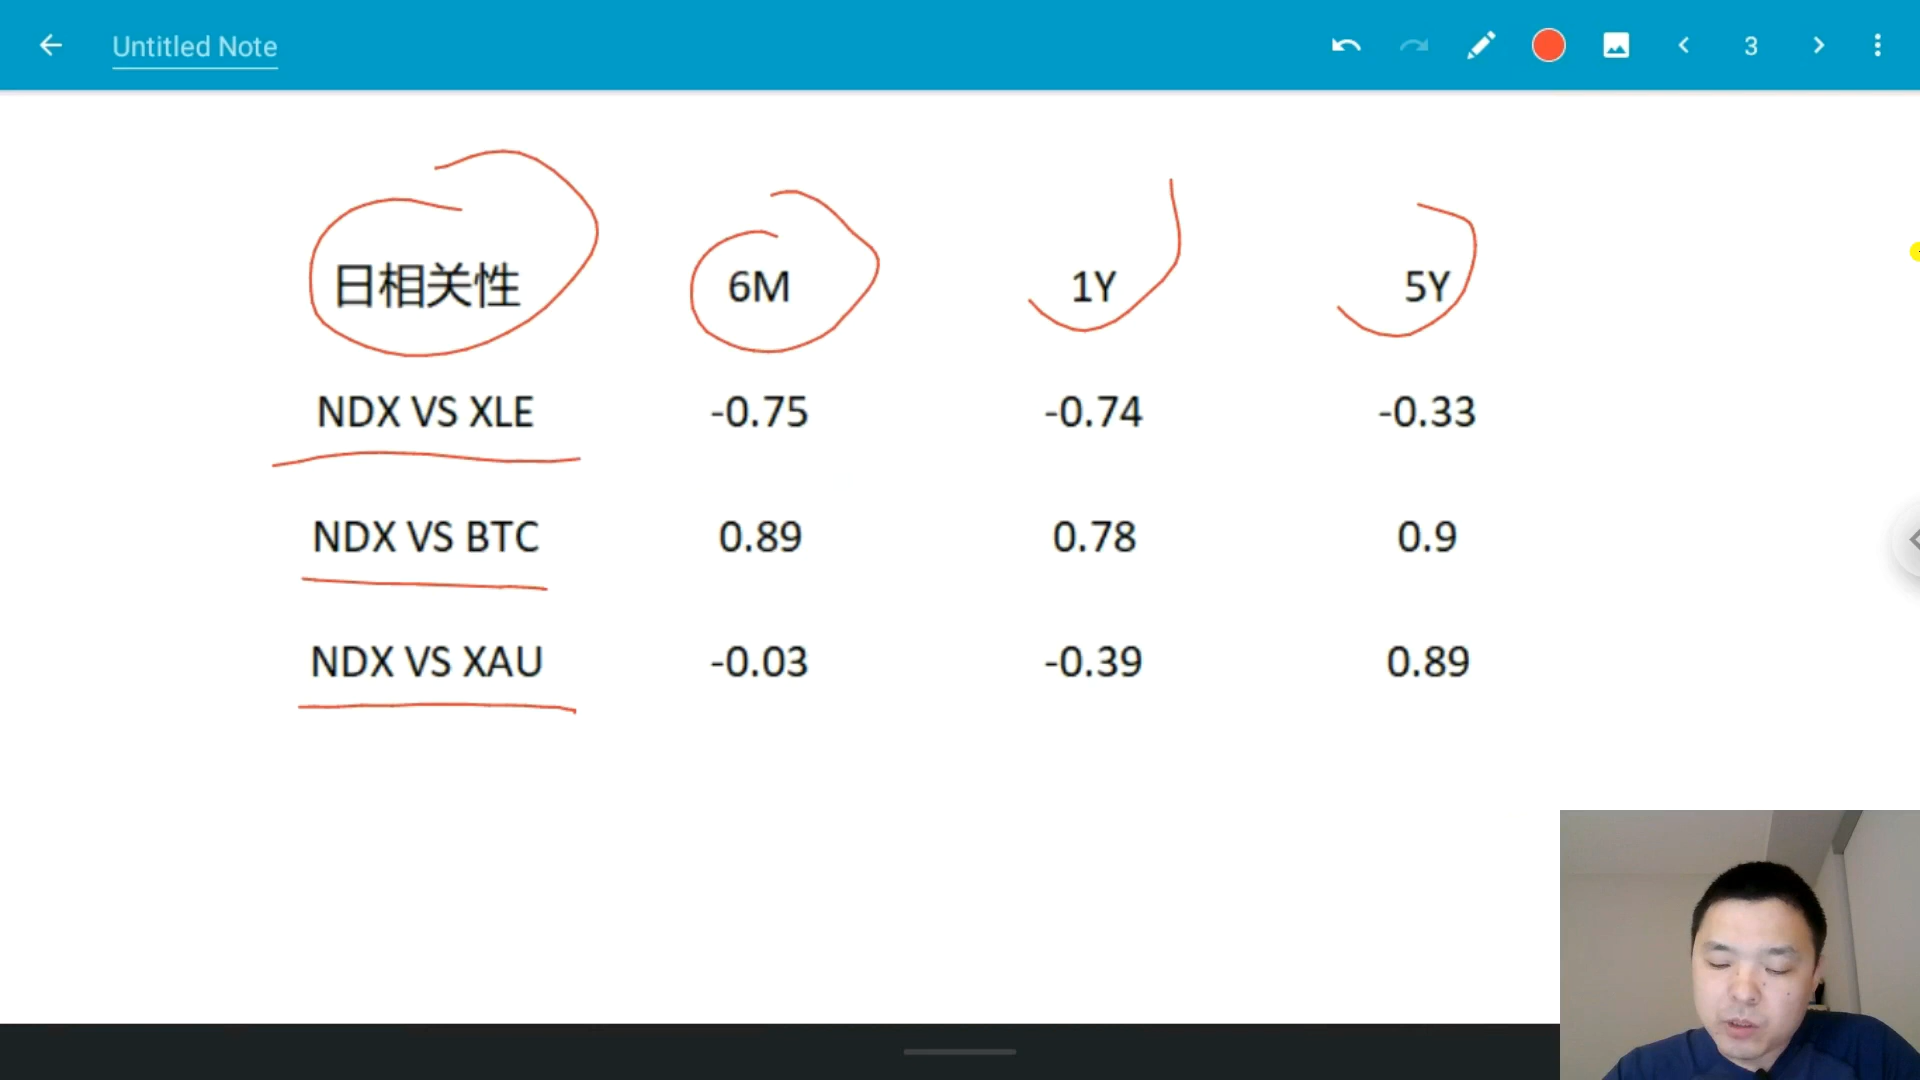 Untitled Note
3
日相关性 6M 1Y 5Y
NDX VS XLE -0.75 -0.74 -0.33
NDX VS BTC 0.89 0.78 0.9
NDX VS XAU -0.03 -0.39 0.89